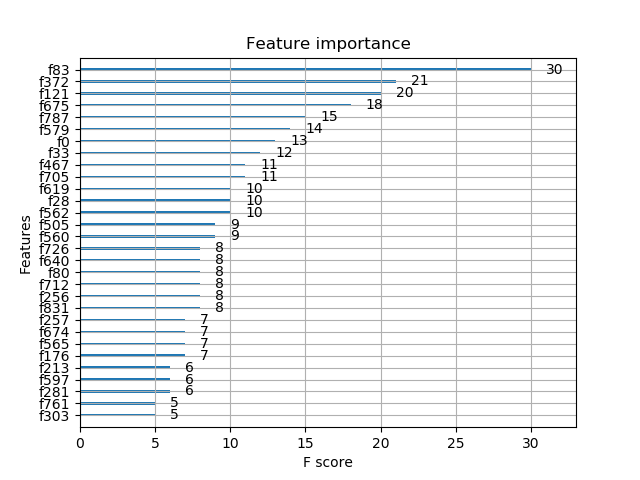 Feature importance
f83 30
f372 21
f121 20
f675 18
f787 15
f579 14
f0 13
f33 12
f467 11
f705 11
f619 10
f28 10
f562 10
f505 9
f560 9
f726 8
f640 8
f80 8
f712 8
f256 8
f831 8
f257 7
f674 7
f565 7
f176 7
f213 6
f597 6
f281 6
f761 5
f303 5
Features
0 5 10 15 20 25 30
F score